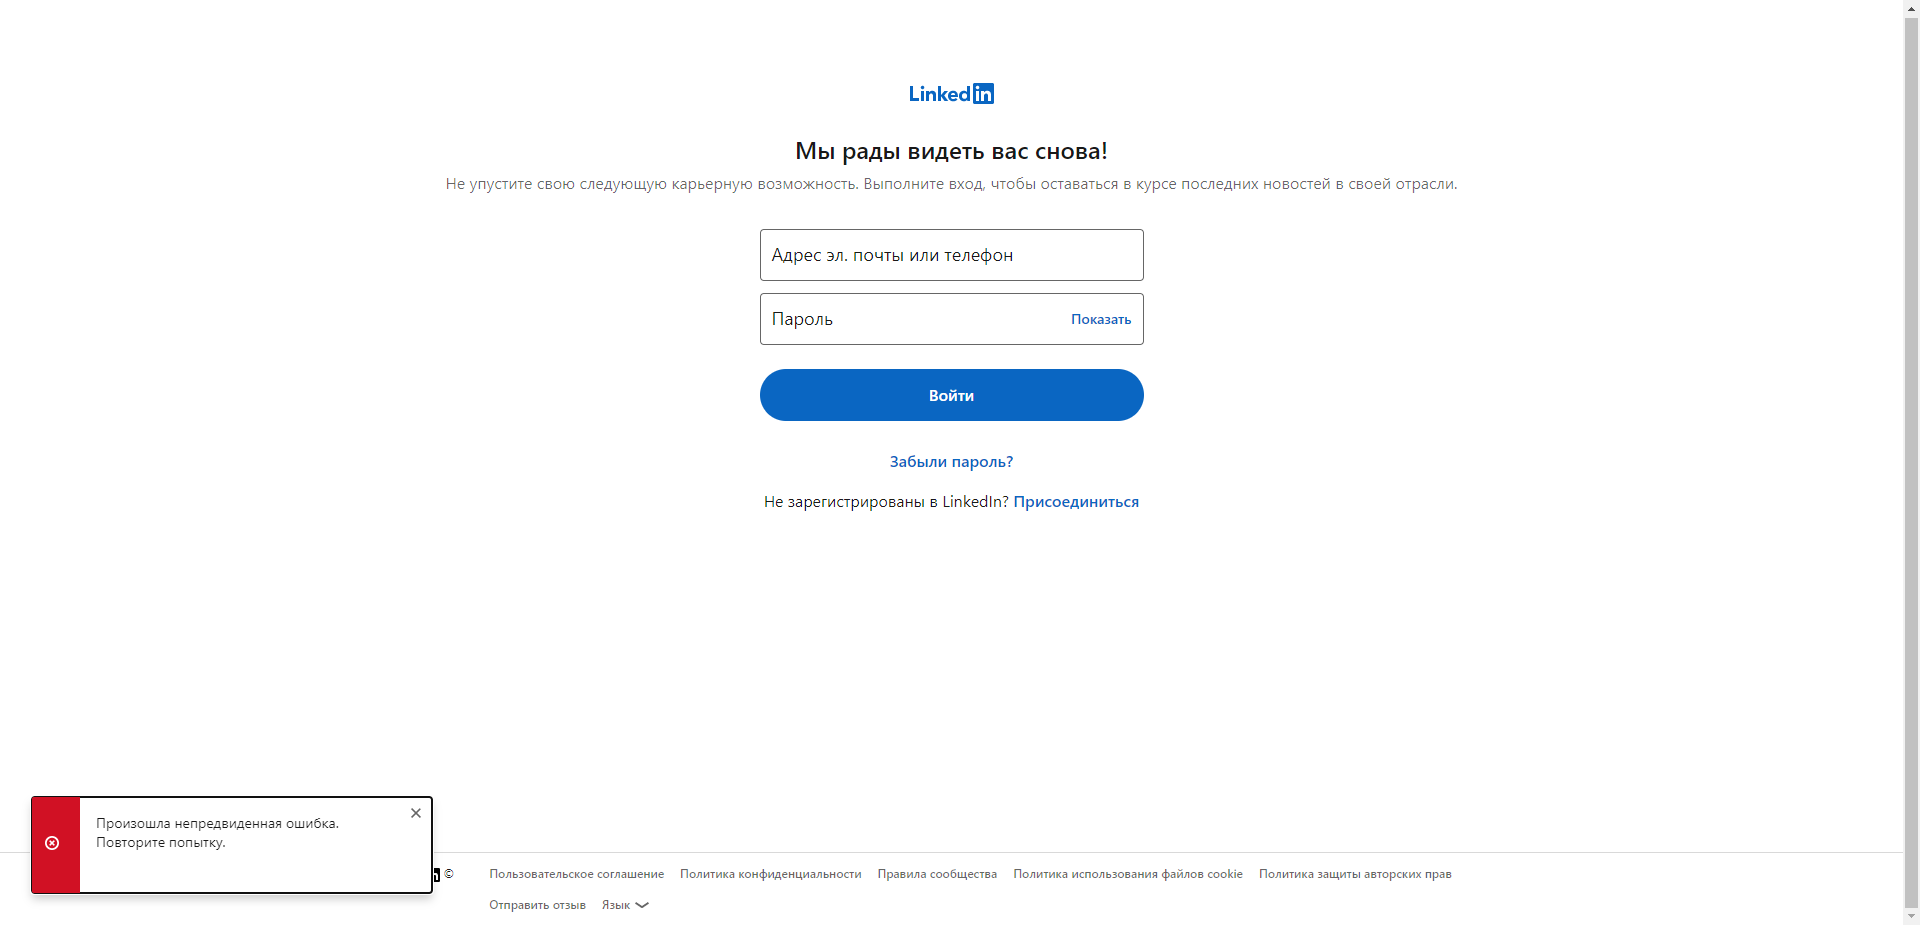 Linkedin
Мы рады видеть вас снова!
Не упустите свою следующую карьерную возможность. Выполните вход, чтобы оставаться в курсе последних новостей в своей отрасли.
Адрес эл. почты или телефон
Пароль
Показать
Войти
Забыли пароль?
Не зарегистрированы в LinkedIn? Присоединиться
Произошла непредвиденная ошибка.
Повторите попытку.
©
Пользовательское соглашение
Политика конфиденциальности
Правила сообщества
Политика использования файлов cookie
Политика защиты авторских прав
Отправить отзыв
Язык